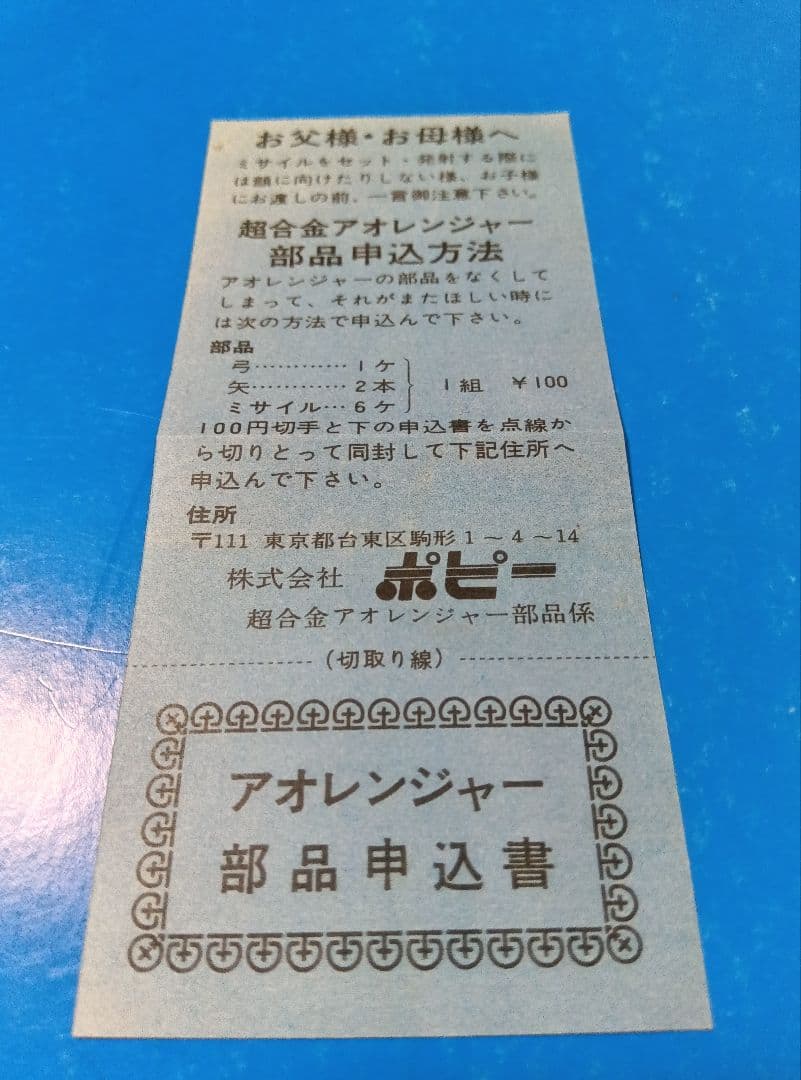 お父様・お母様へ
ミサイルをセット・発射する際に
は顔に向けたりしない様、お子様
にお渡しの前、一言御注意下さい。
超合金アオレンジャー
部品申込方法
アオレンジャーの部品をなくして
しまって、それがまたほしい時に
は次の方法で申込んで下さい。
部品
弓…………1ケ
矢…………2本 1組 ¥100
ミサイル…6ケ
100円切手と下の申込書を点線か
ら切りとって同封して下記住所へ
申込んで下さい。
住所
〒111 東京都台東区駒形1～4～14
株式会社 ポピー
超合金アオレンジャー部品係
(切取り線)
アオレンジャー
部品申込書